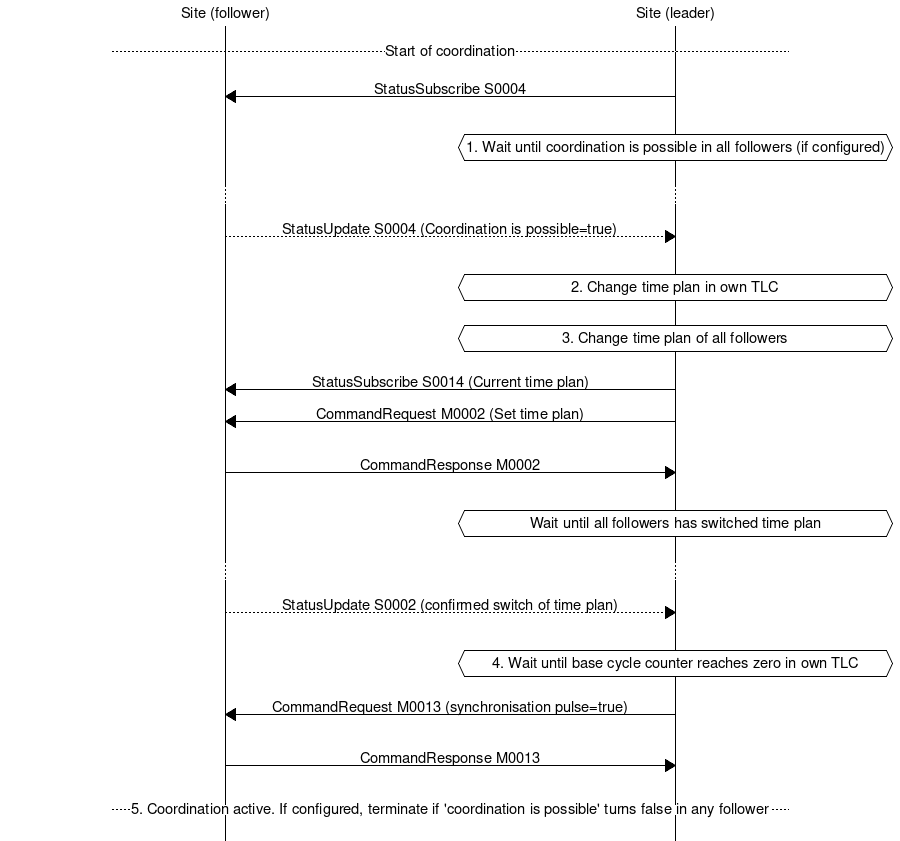 Site (follower)
Site (leader)
Start of coordination
StatusSubscribe S0004
1. Wait until coordination is possible in all followers (if configured)
StatusUpdate S0004 (Coordination is possible=true)
2. Change time plan in own TLC
3. Change time plan of all followers
StatusSubscribe S0014 (Current time plan)
CommandRequest M0002 (Set time plan)
CommandResponse M0002
Wait until all followers has switched time plan
StatusUpdate S0002 (confirmed switch of time plan)
4. Wait until base cycle counter reaches zero in own TLC
CommandRequest M0013 (synchronisation pulse=true)
CommandResponse M0013
5. Coordination active. If configured, terminate if 'coordination is possible' turns false in any follower